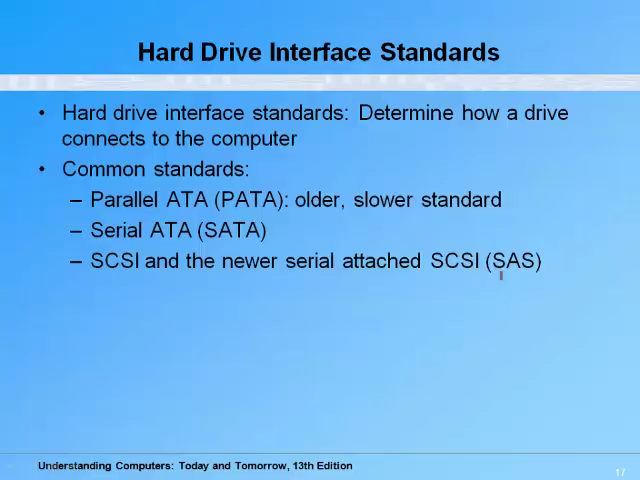 Hard Drive Interface Standards
• Hard drive interface standards: Determine how a drive
connects to the computer
• Common standards:
– Parallel ATA (PATA): older, slower standard
– Serial ATA (SATA)
– SCSI and the newer serial attached SCSI (SAS)
Understanding Computers: Today and Tomorrow, 13th Edition
17